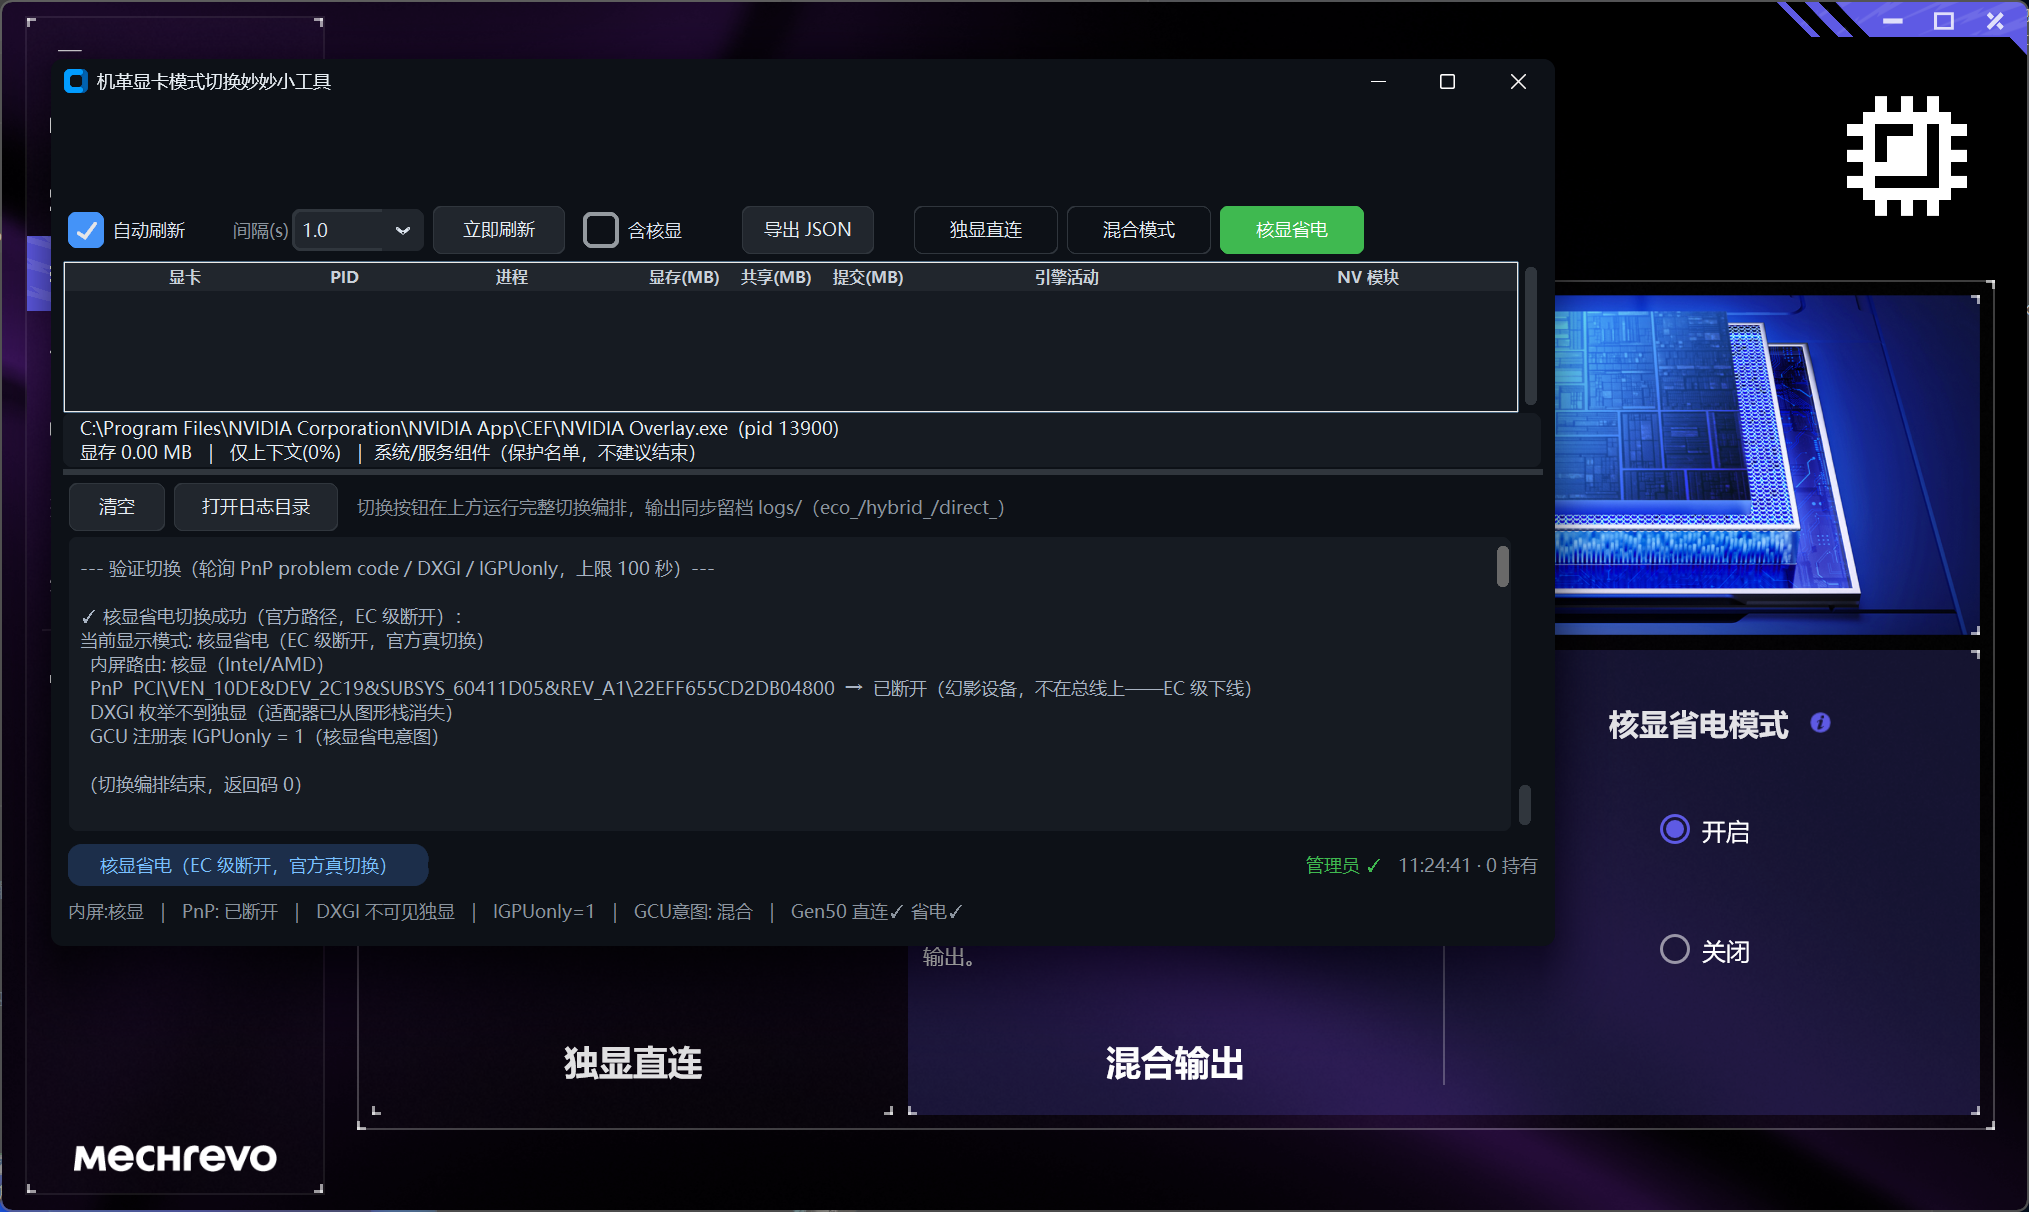 机革显卡模式切换妙妙小工具
自动刷新 间隔(s) 1.0 立即刷新 含核显 导出 JSON 独显直连 混合模式 核显省电
显卡 PID 进程 显存(MB) 共享(MB) 提交(MB) 引擎活动 NV 模块
C:\Program Files\NVIDIA Corporation\NVIDIA App\CEF\NVIDIA Overlay.exe (pid 13900)
显存 0.00 MB | 仅上下文(0%) | 系统/服务组件（保护名单，不建议结束）
清空 打开日志目录 切换按钮在上方运行完整切换编排，输出同步留档 logs/（eco_/hybrid_/direct_）
--- 验证切换（轮询 PnP problem code / DXGI / IGPUonly，上限 100 秒）---
✓ 核显省电切换成功（官方路径，EC 级断开）：
当前显示模式: 核显省电（EC 级断开，官方真切换）
内屏路由: 核显（Intel/AMD）
PnP PCI\VEN_10DE&DEV_2C19&SUBSYS_60411D05&REV_A1\22EFF655CD2DB04800 → 已断开（幻影设备，不在总线上——EC 级下线）
DXGI 枚举不到独显（适配器已从图形栈消失）
GCU 注册表 IGPUonly = 1（核显省电意图）
（切换编排结束，返回码 0）
核显省电（EC 级断开，官方真切换） 管理员 ✓ 11:24:41 · 0 持有
内屏:核显 | PnP: 已断开 | DXGI 不可见独显 | IGPUonly=1 | GCU意图: 混合 | Gen50 直连✓ 省电✓
核显省电模式
开启
关闭
输出。
独显直连 混合输出
MECHREVO